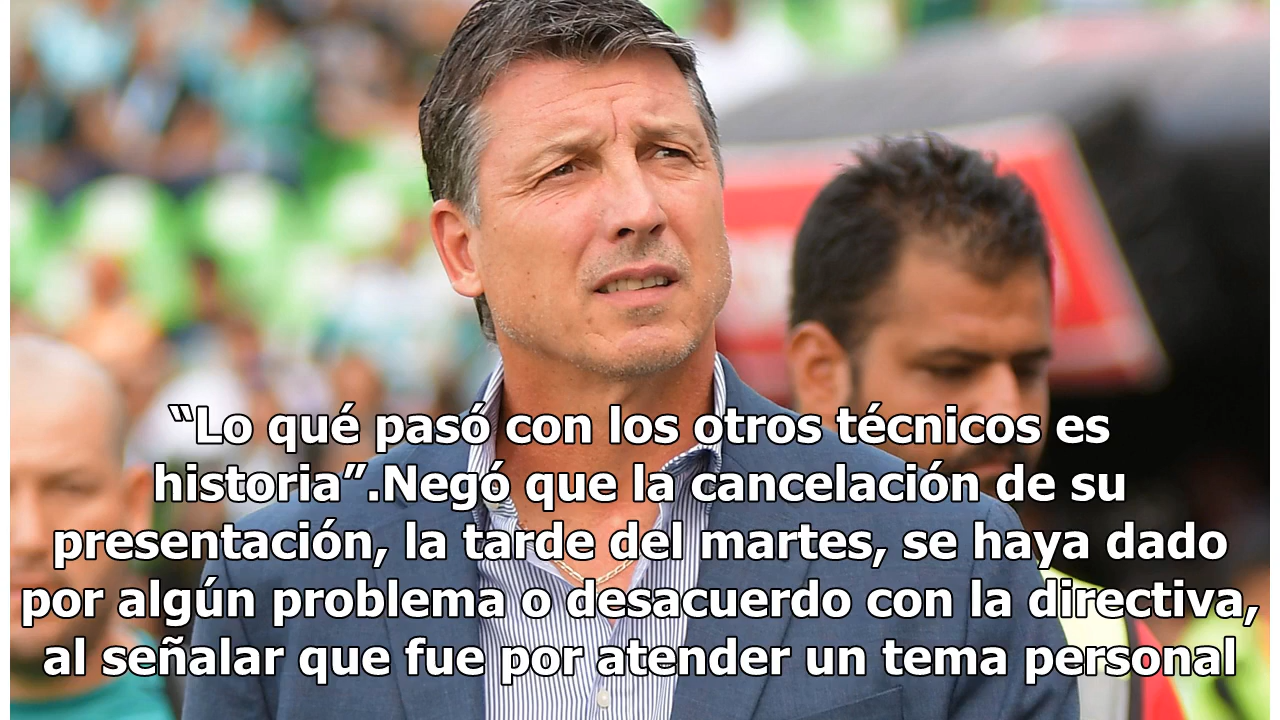 “Lo qué pasó con los otros técnicos es
historia”.Negó que la cancelación de su
presentación, la tarde del martes, se haya dado
por algún problema o desacuerdo con la directiva,
al señalar que fue por atender un tema personal